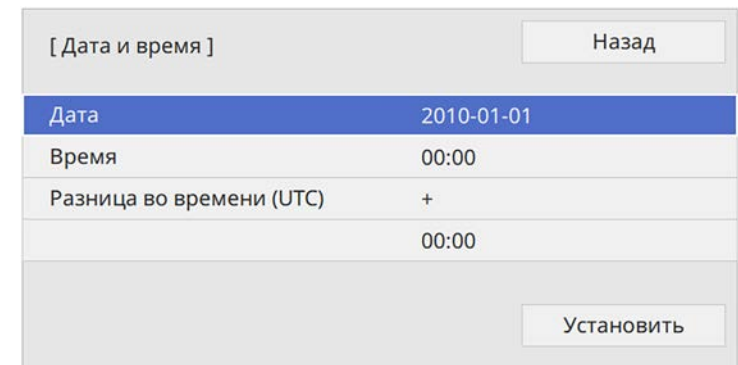 [ Дата и время ]
Назад
Дата 2010-01-01
Время 00:00
Разница во времени (UTC) +
00:00
Установить